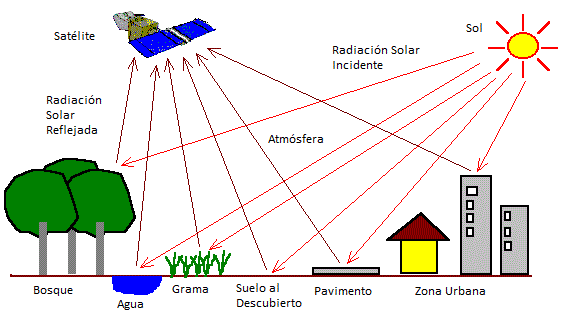 Satélite
Sol
Radiación Solar
Incidente
Radiación
Solar
Reflejada
Atmósfera
Bosque
Agua
Grama
Suelo al
Descubierto
Pavimento
Zona Urbana